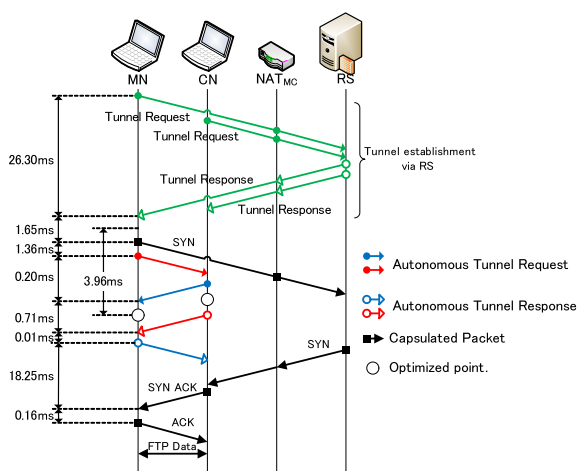 MN
CN
NATMC
RS
Tunnel Request
Tunnel Request
Tunnel establishment
via RS
26.30ms
Tunnel Response
Tunnel Response
1.65ms
1.36ms
SYN
0.20ms
3.96ms
Autonomous Tunnel Request
0.71ms
Autonomous Tunnel Response
0.01ms
SYN
Capsulated Packet
Optimized point.
18.25ms
SYN ACK
0.16ms
ACK
FTP Data